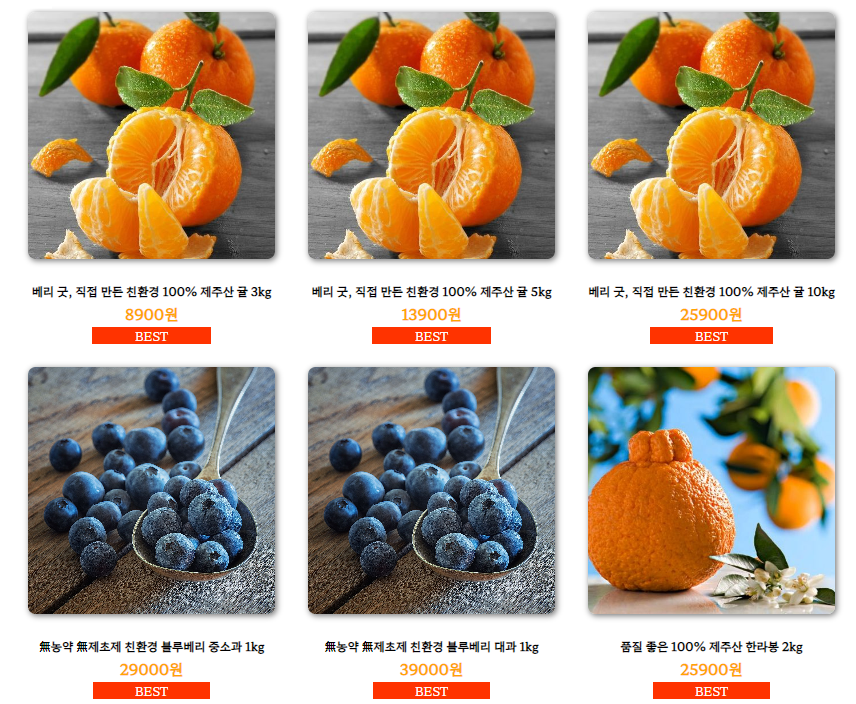 베리 굿, 직접 만든 친환경 100% 제주산 귤 3kg
8900원
BEST
베리 굿, 직접 만든 친환경 100% 제주산 귤 5kg
13900원
BEST
베리 굿, 직접 만든 친환경 100% 제주산 귤 10kg
25900원
BEST
無농약 無제초제 친환경 블루베리 중소과 1kg
29000원
BEST
無농약 無제초제 친환경 블루베리 대과 1kg
39000원
BEST
품질 좋은 100% 제주산 한라봉 2kg
25900원
BEST